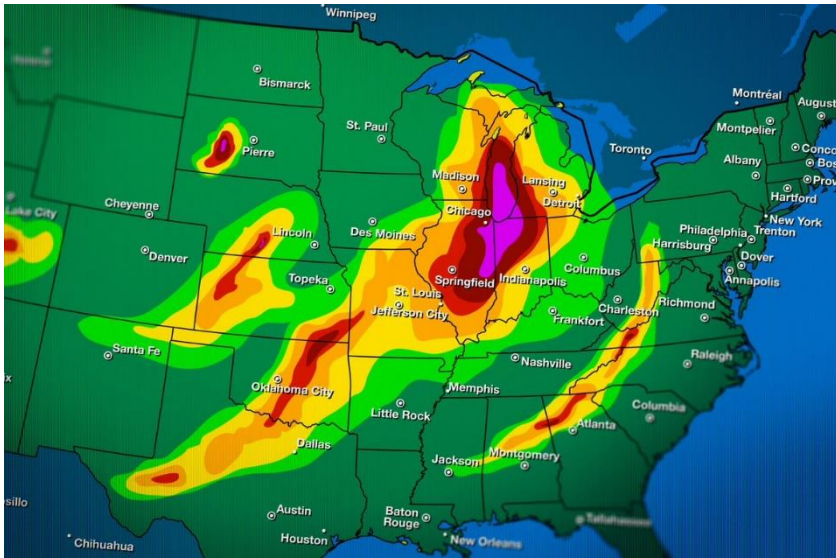 Winnipeg
Bismarck
Montréal
August
Montpelier
St. Paul
Pierre
Toronto
Conco
Albany
Bos
Madison
Lansing
Prov
Hartford
Detroit
Cheyenne
Lake City
Chicago
New York
Des Moines
Lincoln
Philadelphia
Trenton
Harrisburg
Denver
Columbus
Dover
Springfield
Indianapolis
Annapolis
Topeka
St. Louis
Charleston
Richmond
Jefferson City
Frankfort
Santa Fe
Nashville
Raleigh
Oklahoma City
Memphis
Little Rock
Columbia
Atlanta
Dallas
Jackson
Montgomery
Austin
Baton
Rouge
Tallahassee
Houston
New Orleans
Chihuahua